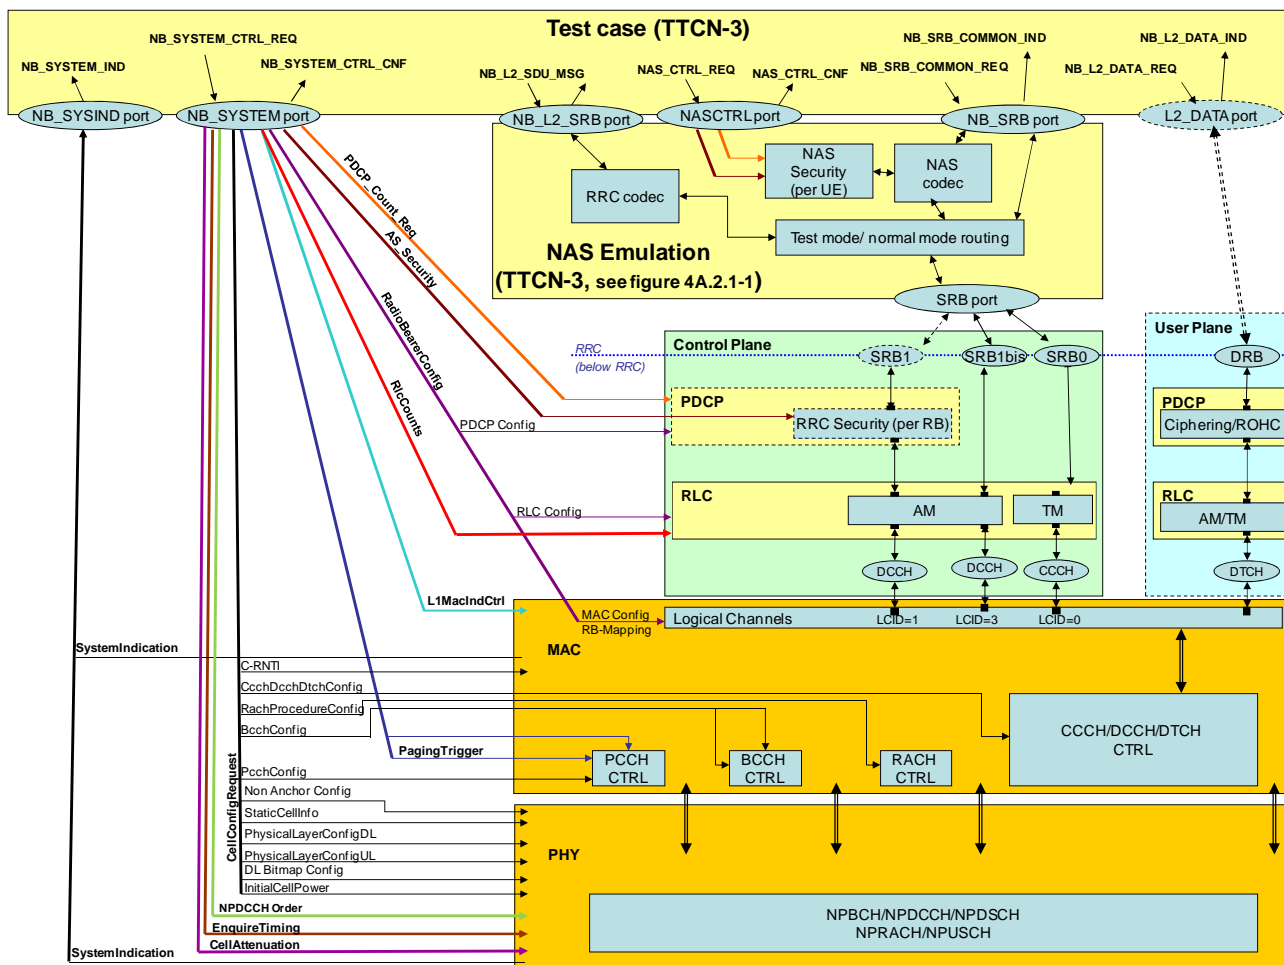 Test case (TTCN-3)
NB_SYSTEM_CTRL_REQ
NB_SYSTEM_IND
NB_SYSTEM_CTRL_CNF
NB_L2_SDU_MSG
NAS_CTRL_REQ
NAS_CTRL_CNF
NB_SRB_COMMON_IND
NB_SRB_COMMON_REQ
NB_L2_DATA_IND
NB_L2_DATA_REQ
NB_SYSIND port
NB_SYSTEM port
NB_L2_SRB port
NASCTRL port
NB_SRB port
L2_DATA port
NAS
Security
(per UE)
NAS
codec
RRC codec
Test mode/ normal mode routing
NAS Emulation
(TTCN-3, see figure 4A.2.1-1)
SRB port
PDCP_Count_Req
AS_Security
RadioBearerConfig
RlcCounts
Control Plane
User Plane
RRC
(below RRC)
SRB1
SRB1bis
SRB0
DRB
PDCP
RRC Security (per RB)
PDCP
Ciphering/ROHC
PDCP Config
RLC
AM
TM
RLC
AM/TM
RLC Config
DCCH
DCCH
CCCH
DTCH
L1MacIndCtrl
MAC Config
RB-Mapping
Logical Channels
LCID=1
LCID=3
LCID=0
MAC
SystemIndication
C-RNTI
CcchDcchDtchConfig
RachProcedureConfig
BcchConfig
PagingTrigger
PcchConfig
PCCH
CTRL
BCCH
CTRL
RACH
CTRL
CCCH/DCCH/DTCH
CTRL
CellConfigRequest
Non Anchor Config
StaticCellInfo
PhysicalLayerConfigDL
PhysicalLayerConfigUL
DL Bitmap Config
InitialCellPower
PHY
NPDCCH Order
EnquireTiming
CellAttenuation
SystemIndication
NPBCH/NPDCCH/NPDSCH
NPRACH/NPUSCH